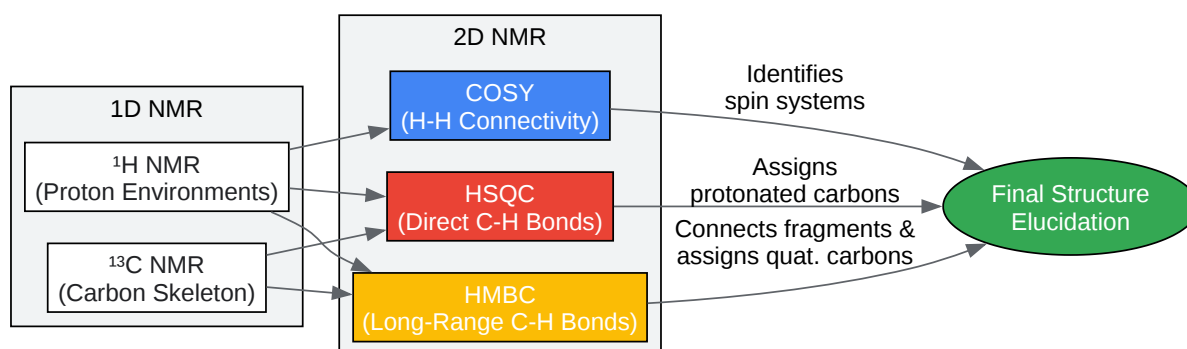 1D NMR
¹H NMR
(Proton Environments)
¹³C NMR
(Carbon Skeleton)
2D NMR
COSY
(H-H Connectivity)
HSQC
(Direct C-H Bonds)
HMBC
(Long-Range C-H Bonds)
Identifies
spin systems
Assigns
protonated carbons
Connects fragments &
assigns quat. carbons
Final Structure
Elucidation